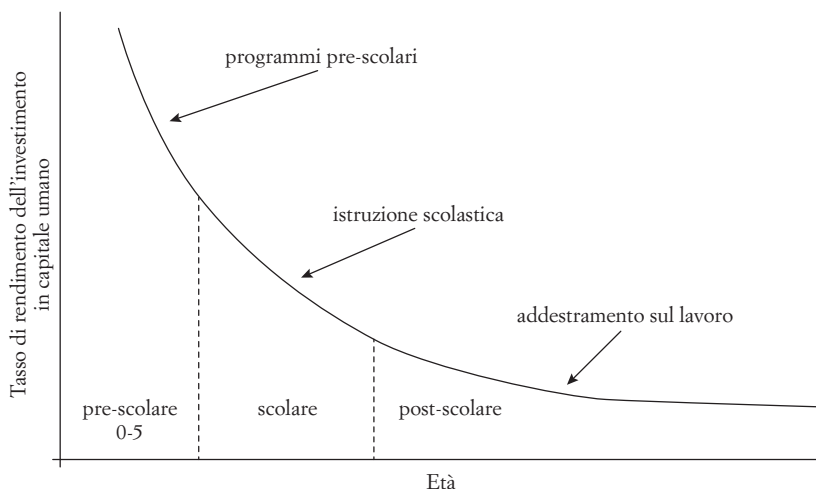 programmi pre-scolari
Tasso di rendimento dell'investimento
in capitale umano
istruzione scolastica
addestramento sul lavoro
pre-scolare
0-5
scolare
post-scolare
Età